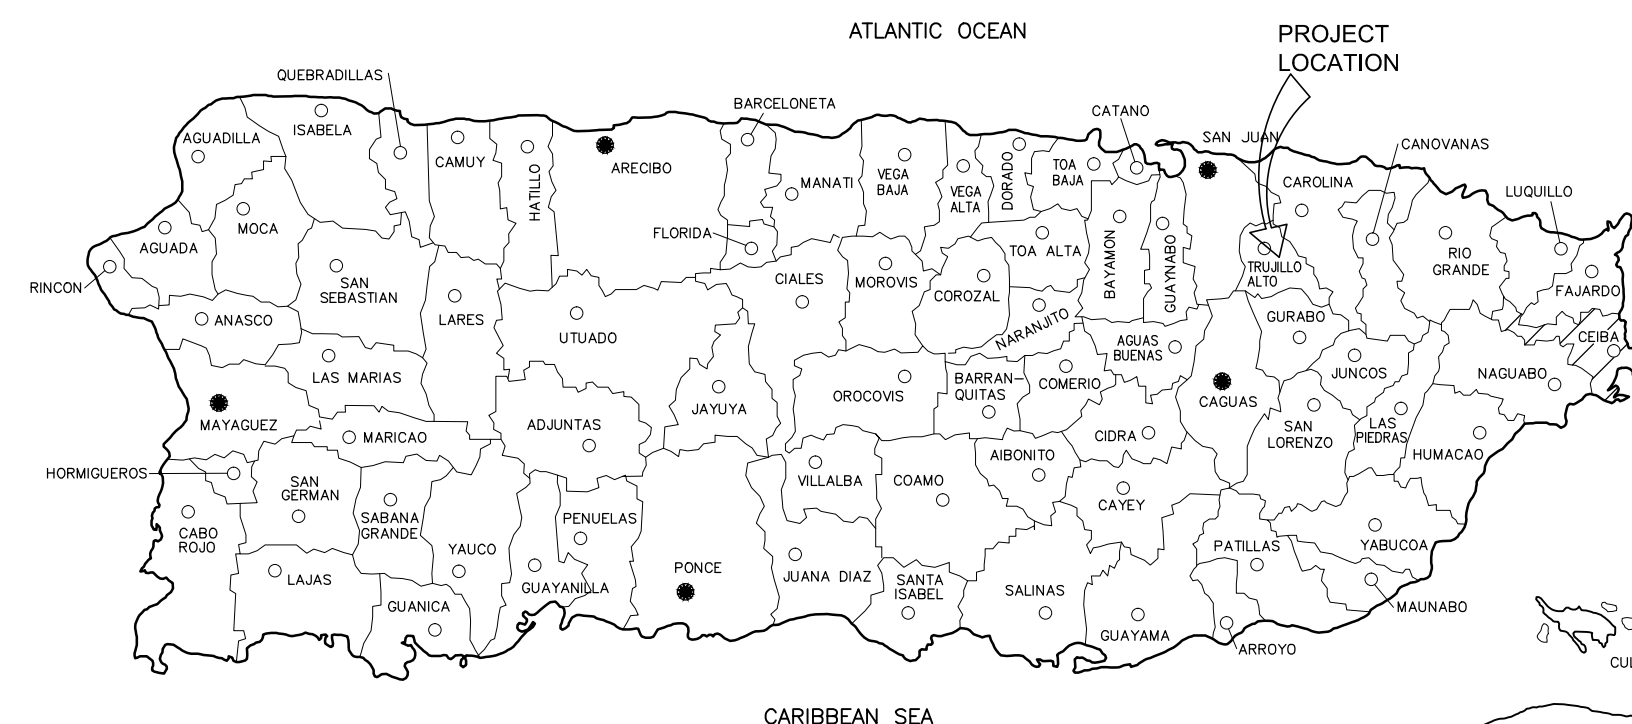 ATLANTIC OCEAN
PROJECT
LOCATION
QUEBRADILLAS
BARCELONETA
CATANO
ISABELA
AGUADILLA
SAN JUAN
CANOVANAS
CAMUY
HATILLO
ARECIBO
MANATI
VEGA
BAJA
VEGA
ALTA
DORADO
TOA
BAJA
CAROLINA
LUQUILLO
MOCA
AGUADA
FLORIDA
TOA ALTA
BAYAMON
GUAYNABO
TRUJILLO
ALTO
RIO
GRANDE
RINCON
SAN
SEBASTIAN
CIALES
MOROVIS
COROZAL
FAJARDO
ANASCO
LARES
UTUADO
NARANJITO
GURABO
CEIBA
AGUAS
BUENAS
LAS MARIAS
BARRAN-
QUITAS
COMERIO
JUNCOS
NAGUABO
OROCOVIS
CAGUAS
MAYAGUEZ
JAYUYA
ADJUNTAS
MARICAO
CIDRA
SAN
LORENZO
LAS
PIEDRAS
HUMACAO
HORMIGUEROS
SAN
GERMAN
VILLALBA
COAMO
AIBONITO
CAYEY
SABANA
GRANDE
PENUELAS
CABO
ROJO
YAUCO
PATILLAS
YABUCOA
LAJAS
GUAYANILLA
PONCE
JUANA DIAZ
SANTA
ISABEL
SALINAS
GUANICA
GUAYAMA
MAUNABO
ARROYO
CUL
CARIBBEAN SEA